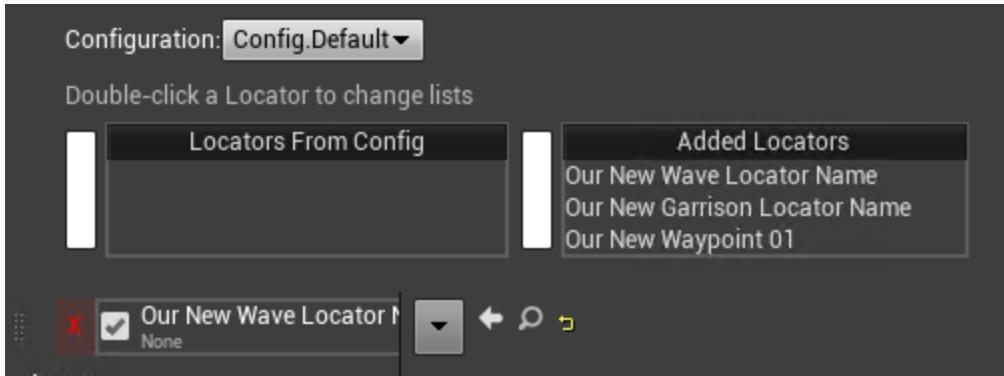 Configuration: Config.Default
Double-click a Locator to change lists
Locators From Config
Added Locators
Our New Wave Locator Name
Our New Garrison Locator Name
Our New Waypoint 01
X
Our New Wave Locator
None